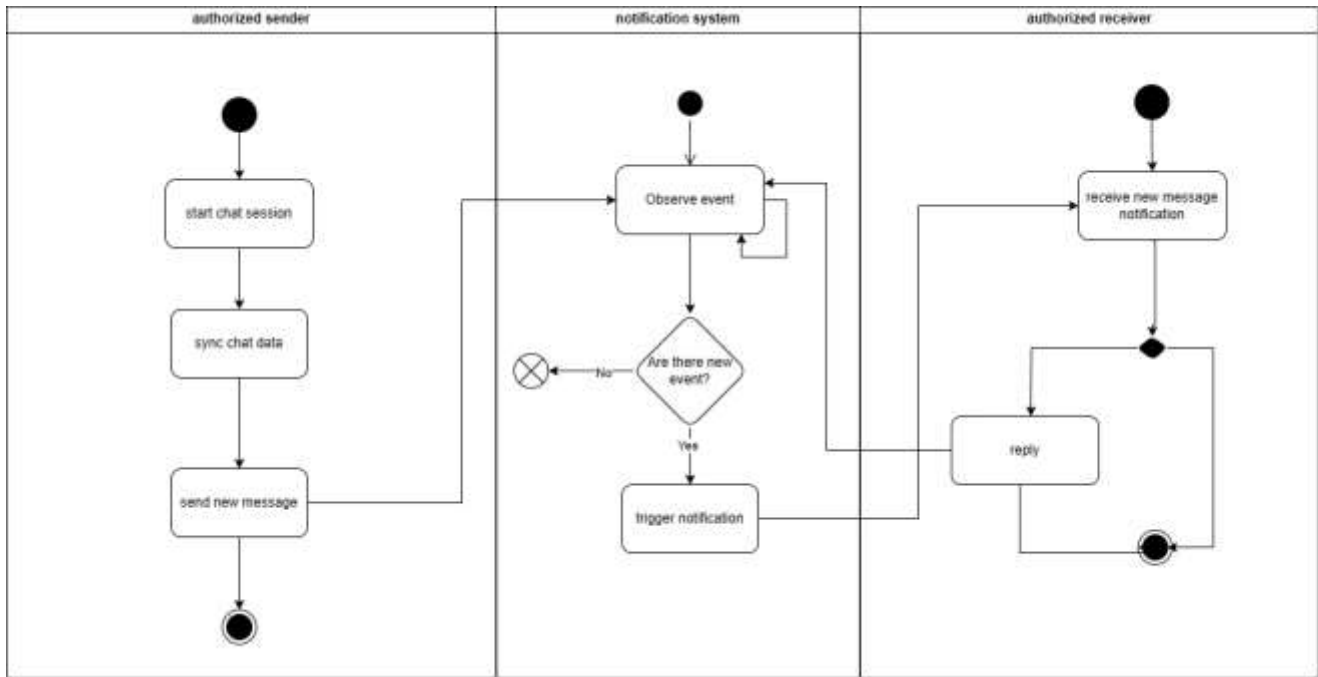 authorized sender
notification system
authorized receiver
start chat session
sync chat data
send new message
Observe event
Are there new
event?
No
Yes
trigger notification
receive new message
notification
reply